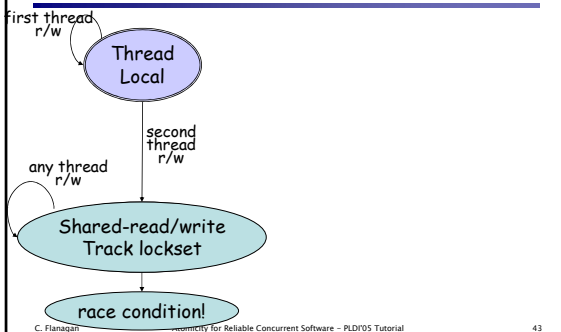 first thread
r/w
Thread
Local
second
thread
r/w
any thread
r/w
Shared-read/write
Track lockset
race condition!
C. Flanagan Atomicity for Reliable Concurrent Software - PLDI'05 Tutorial 43